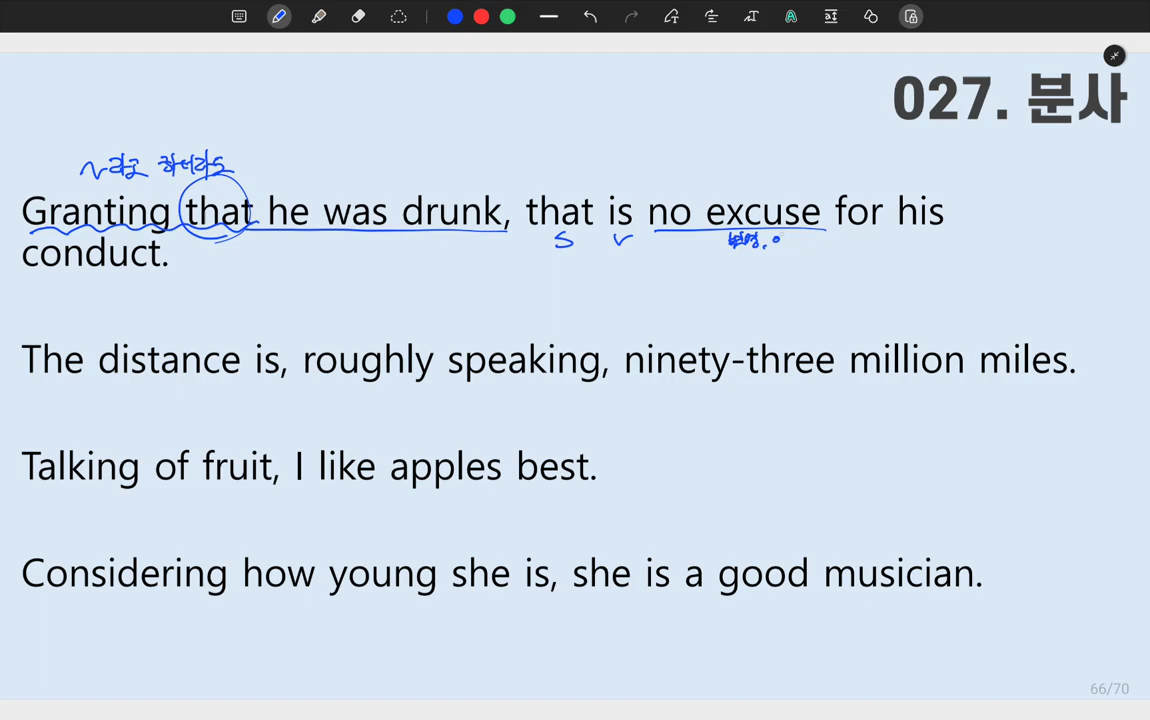 027. 분사
~라고 하더라도
Granting that he was drunk, that is no excuse for his
S v 변명,
conduct.
The distance is, roughly speaking, ninety-three million miles.
Talking of fruit, I like apples best.
Considering how young she is, she is a good musician.
66/70